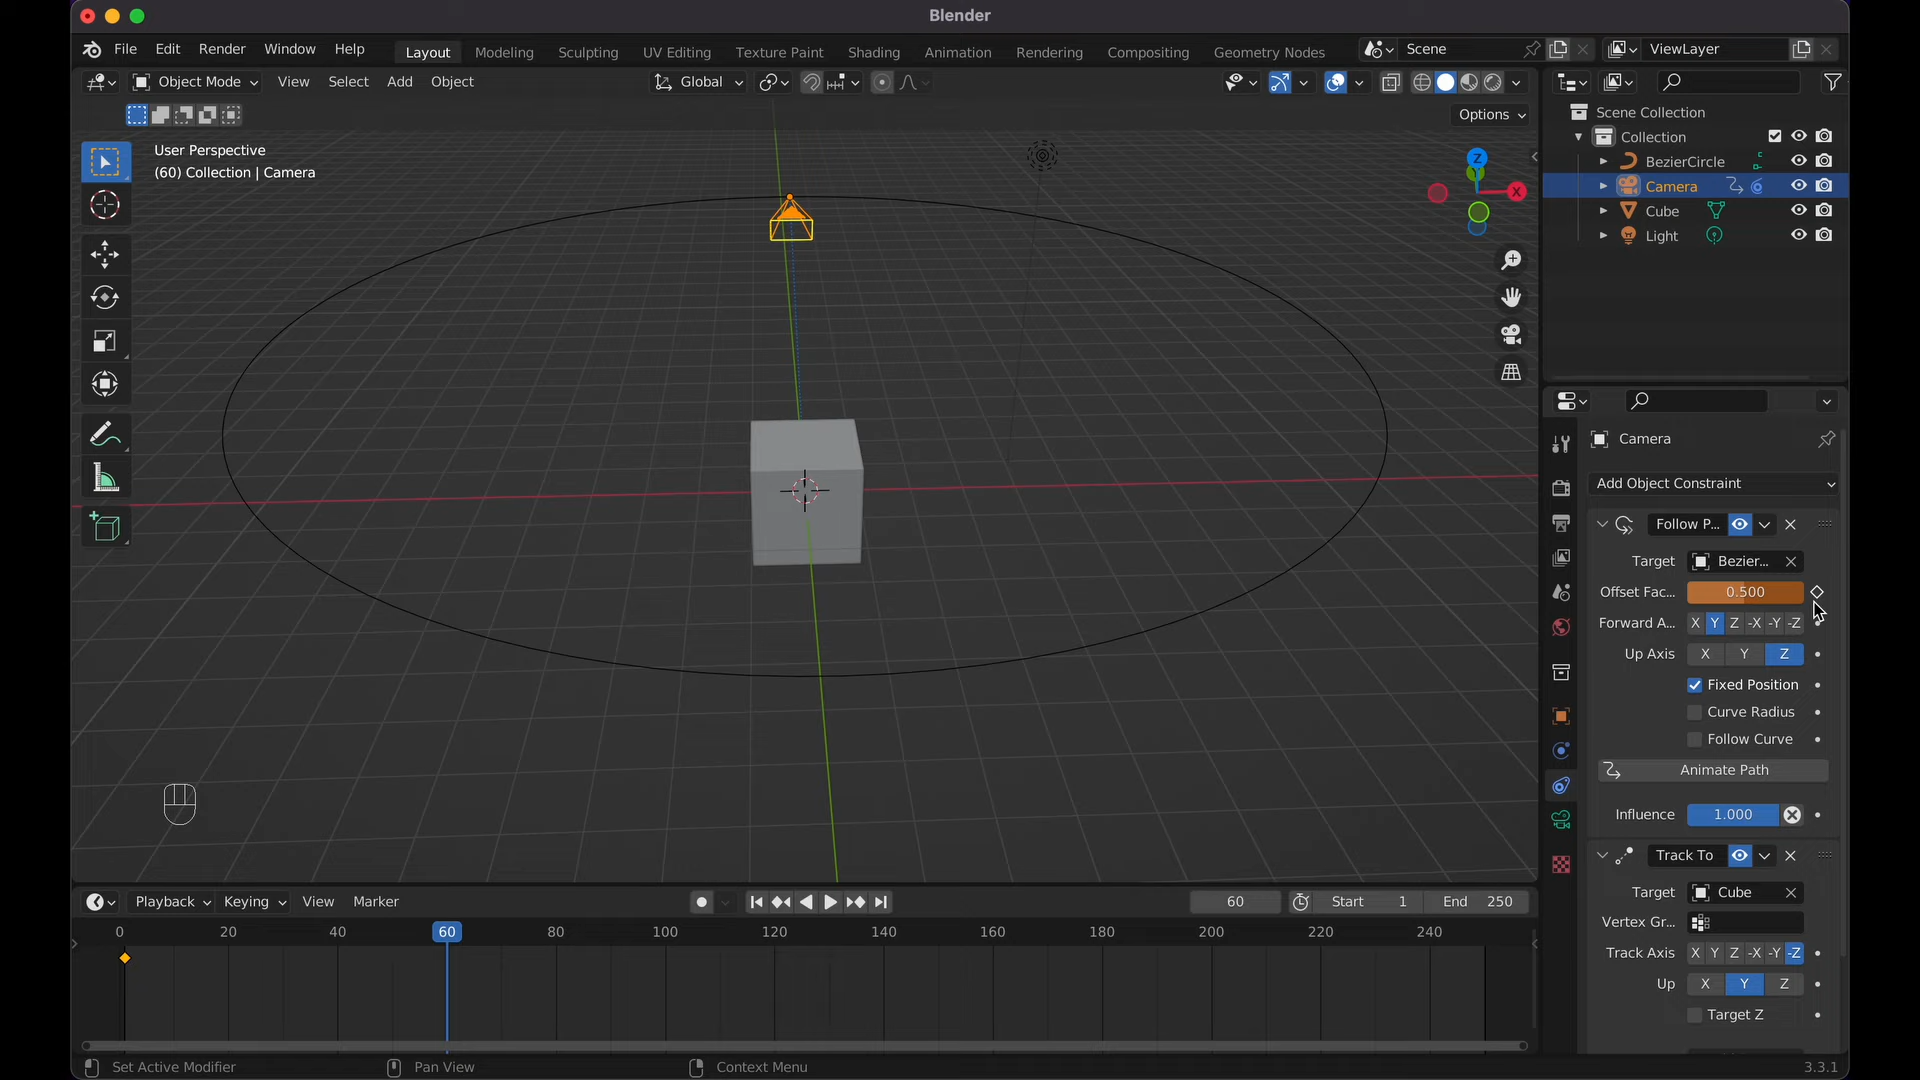 Blender
File Edit Render Window Help
Layout Modeling Sculpting UV Editing Texture Paint Shading Animation Rendering Compositing Geometry Nodes
Scene
ViewLayer
Object Mode View Select Add Object
Global
Options
User Perspective
(60) Collection | Camera
Z
X
Scene Collection
Collection
BezierCircle
Camera
Cube
Light
Camera
Add Object Constraint
Follow P...
Target Bezier...
Offset Fac... 0.500
Forward A... X Y Z -X -Y -Z
Up Axis X Y Z
Fixed Position
Curve Radius
Follow Curve
Animate Path
Influence 1.000
Track To
Target Cube
Vertex Gr...
Track Axis X Y Z -X -Y -Z
Up X Y Z
Target Z
Playback Keying View Marker
60 Start 1 End 250
0 20 40 60 80 100 120 140 160 180 200 220 240
Set Active Modifier Pan View Context Menu 3.3.1